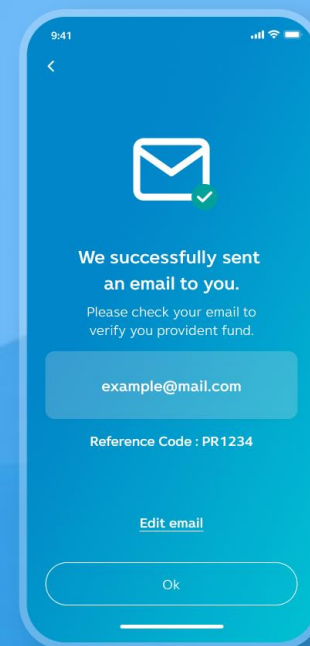 9:41
We successfully sent
an email to you.
Please check your email to
verify you provident fund.
example@mail.com
Reference Code : PR1234
Edit email
Ok